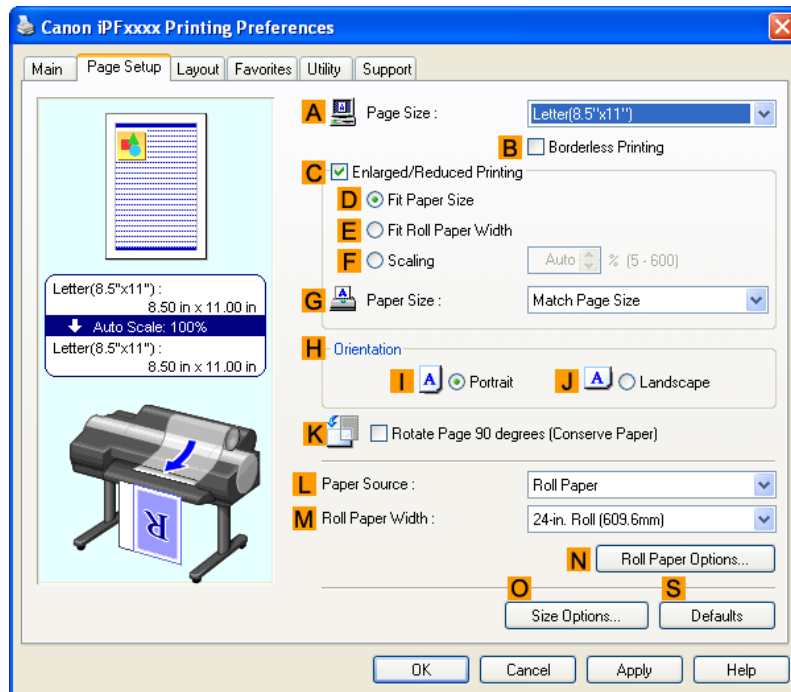 Canon iPFxxxx Printing Preferences
Main Page Setup Layout Favorites Utility Support
A Page Size : Letter(8.5"x11")
B Borderless Printing
C Enlarged/Reduced Printing
D Fit Paper Size
E Fit Roll Paper Width
F Scaling Auto % (5 - 600)
Letter(8.5"x11") :
8.50 in x 11.00 in
Auto Scale: 100%
Letter(8.5"x11") :
8.50 in x 11.00 in
G Paper Size : Match Page Size
H Orientation
I A Portrait J A Landscape
K Rotate Page 90 degrees (Conserve Paper)
R
L Paper Source : Roll Paper
M Roll Paper Width : 24-in. Roll (609.6mm)
N Roll Paper Options...
O S
Size Options... Defaults
OK Cancel Apply Help